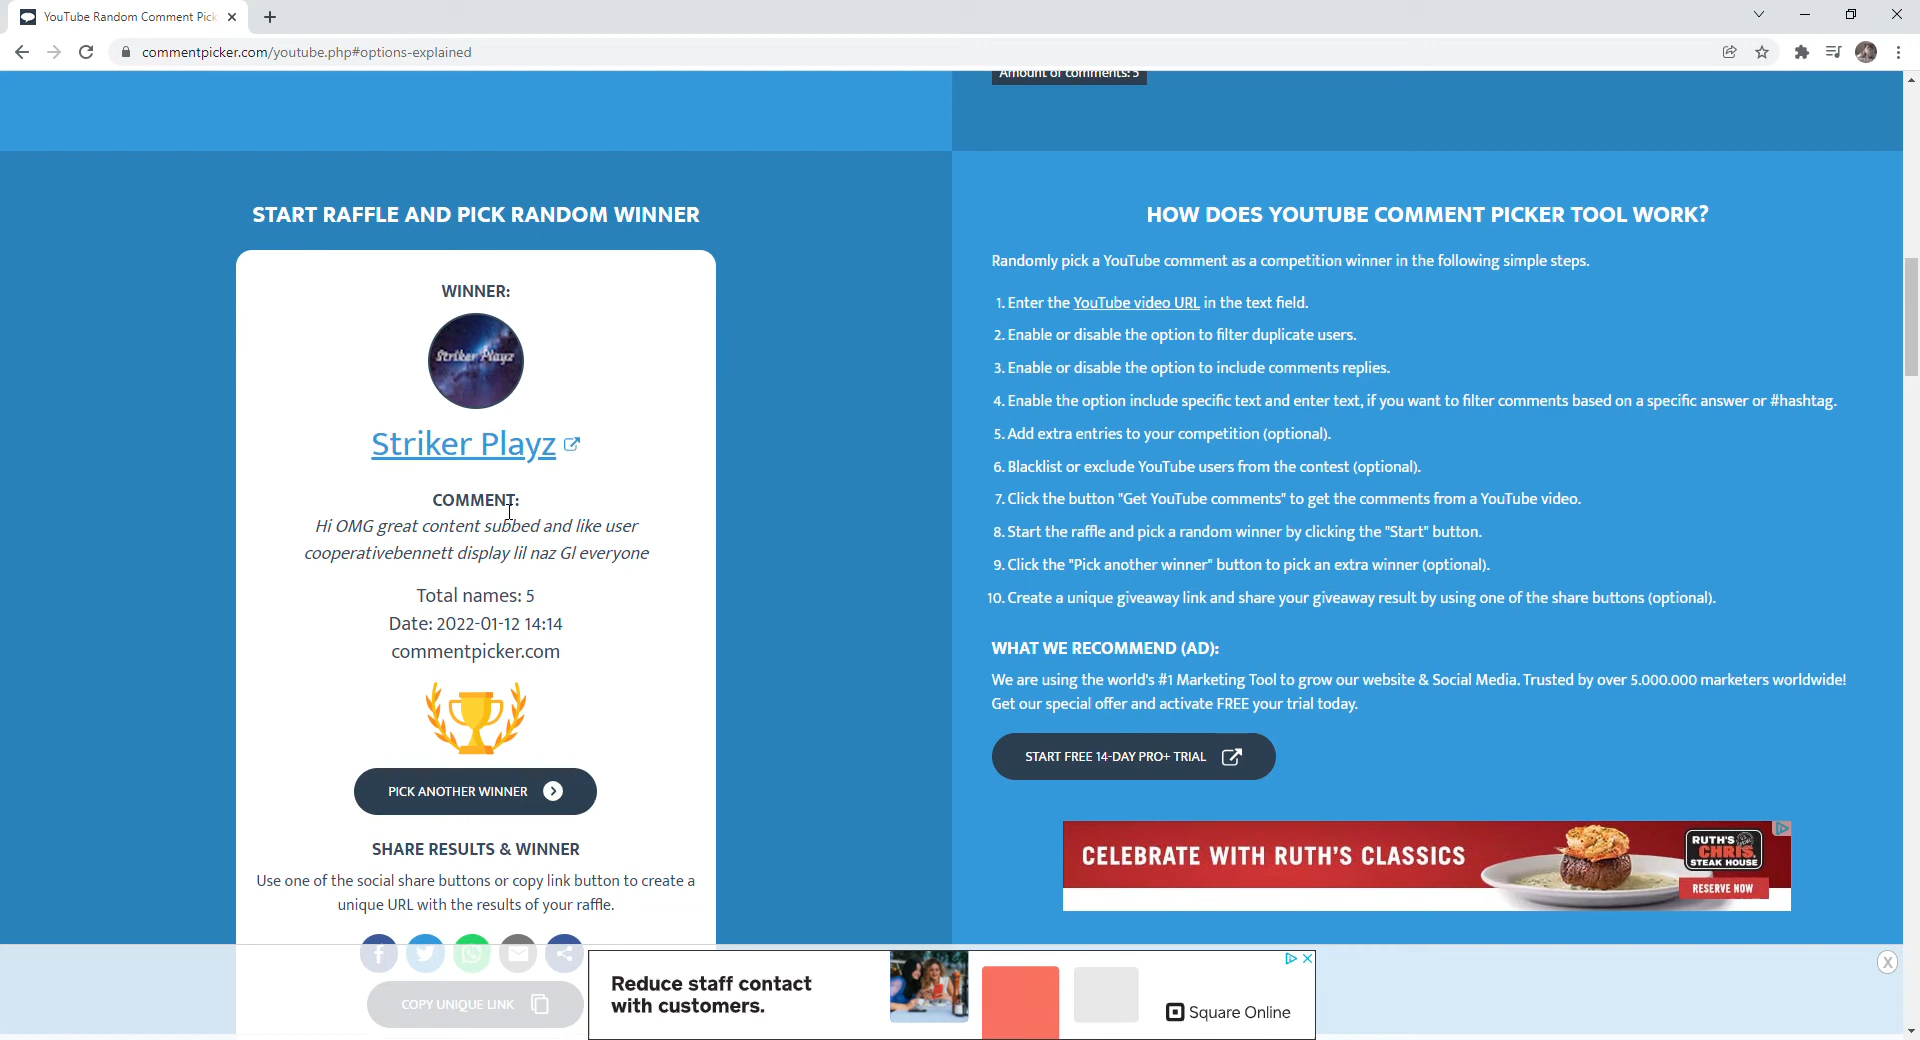 YouTube Random Comment Pick
commentpicker.com/youtube.php#options-explained
Amount of comments: 5
START RAFFLE AND PICK RANDOM WINNER
WINNER:
Striker Playz
Striker Playz
COMMENT:
Hi OMG great content subbed and like user
cooperativebennett display lil naz Gl everyone
Total names: 5
Date: 2022-01-12 14:14
commentpicker.com
PICK ANOTHER WINNER
SHARE RESULTS & WINNER
Use one of the social share buttons or copy link button to create a
unique URL with the results of your raffle.
COPY UNIQUE LINK
HOW DOES YOUTUBE COMMENT PICKER TOOL WORK?
Randomly pick a YouTube comment as a competition winner in the following simple steps.
1. Enter the YouTube video URL in the text field.
2. Enable or disable the option to filter duplicate users.
3. Enable or disable the option to include comments replies.
4. Enable the option include specific text and enter text, if you want to filter comments based on a specific answer or #hashtag.
5. Add extra entries to your competition (optional).
6. Blacklist or exclude YouTube users from the contest (optional).
7. Click the button "Get YouTube comments" to get the comments from a YouTube video.
8. Start the raffle and pick a random winner by clicking the "Start" button.
9. Click the "Pick another winner" button to pick an extra winner (optional).
10. Create a unique giveaway link and share your giveaway result by using one of the share buttons (optional).
WHAT WE RECOMMEND (AD):
We are using the world's #1 Marketing Tool to grow our website & Social Media. Trusted by over 5.000.000 marketers worldwide!
Get our special offer and activate FREE your trial today.
START FREE 14-DAY PRO+ TRIAL
CELEBRATE WITH RUTH'S CLASSICS
RUTH'S
CHRIS
STEAK HOUSE
RESERVE NOW
Reduce staff contact
with customers.
Square Online
X